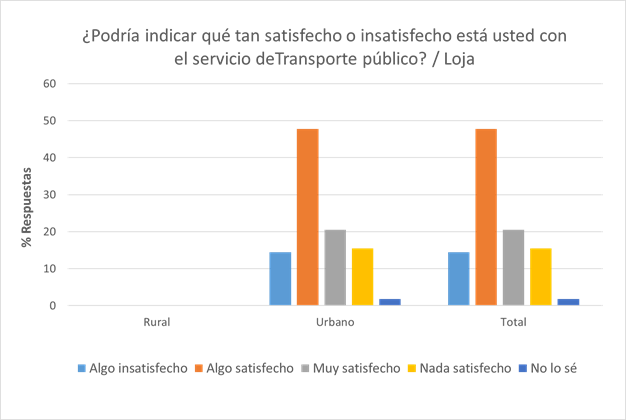 ¿Podría indicar qué tan satisfecho o insatisfecho está usted con
el servicio deTransporte público? / Loja
60
50
40
30
20
10
0
% Respuestas
Rural Urbano Total
Algo insatisfecho Algo satisfecho Muy satisfecho Nada satisfecho No lo sé